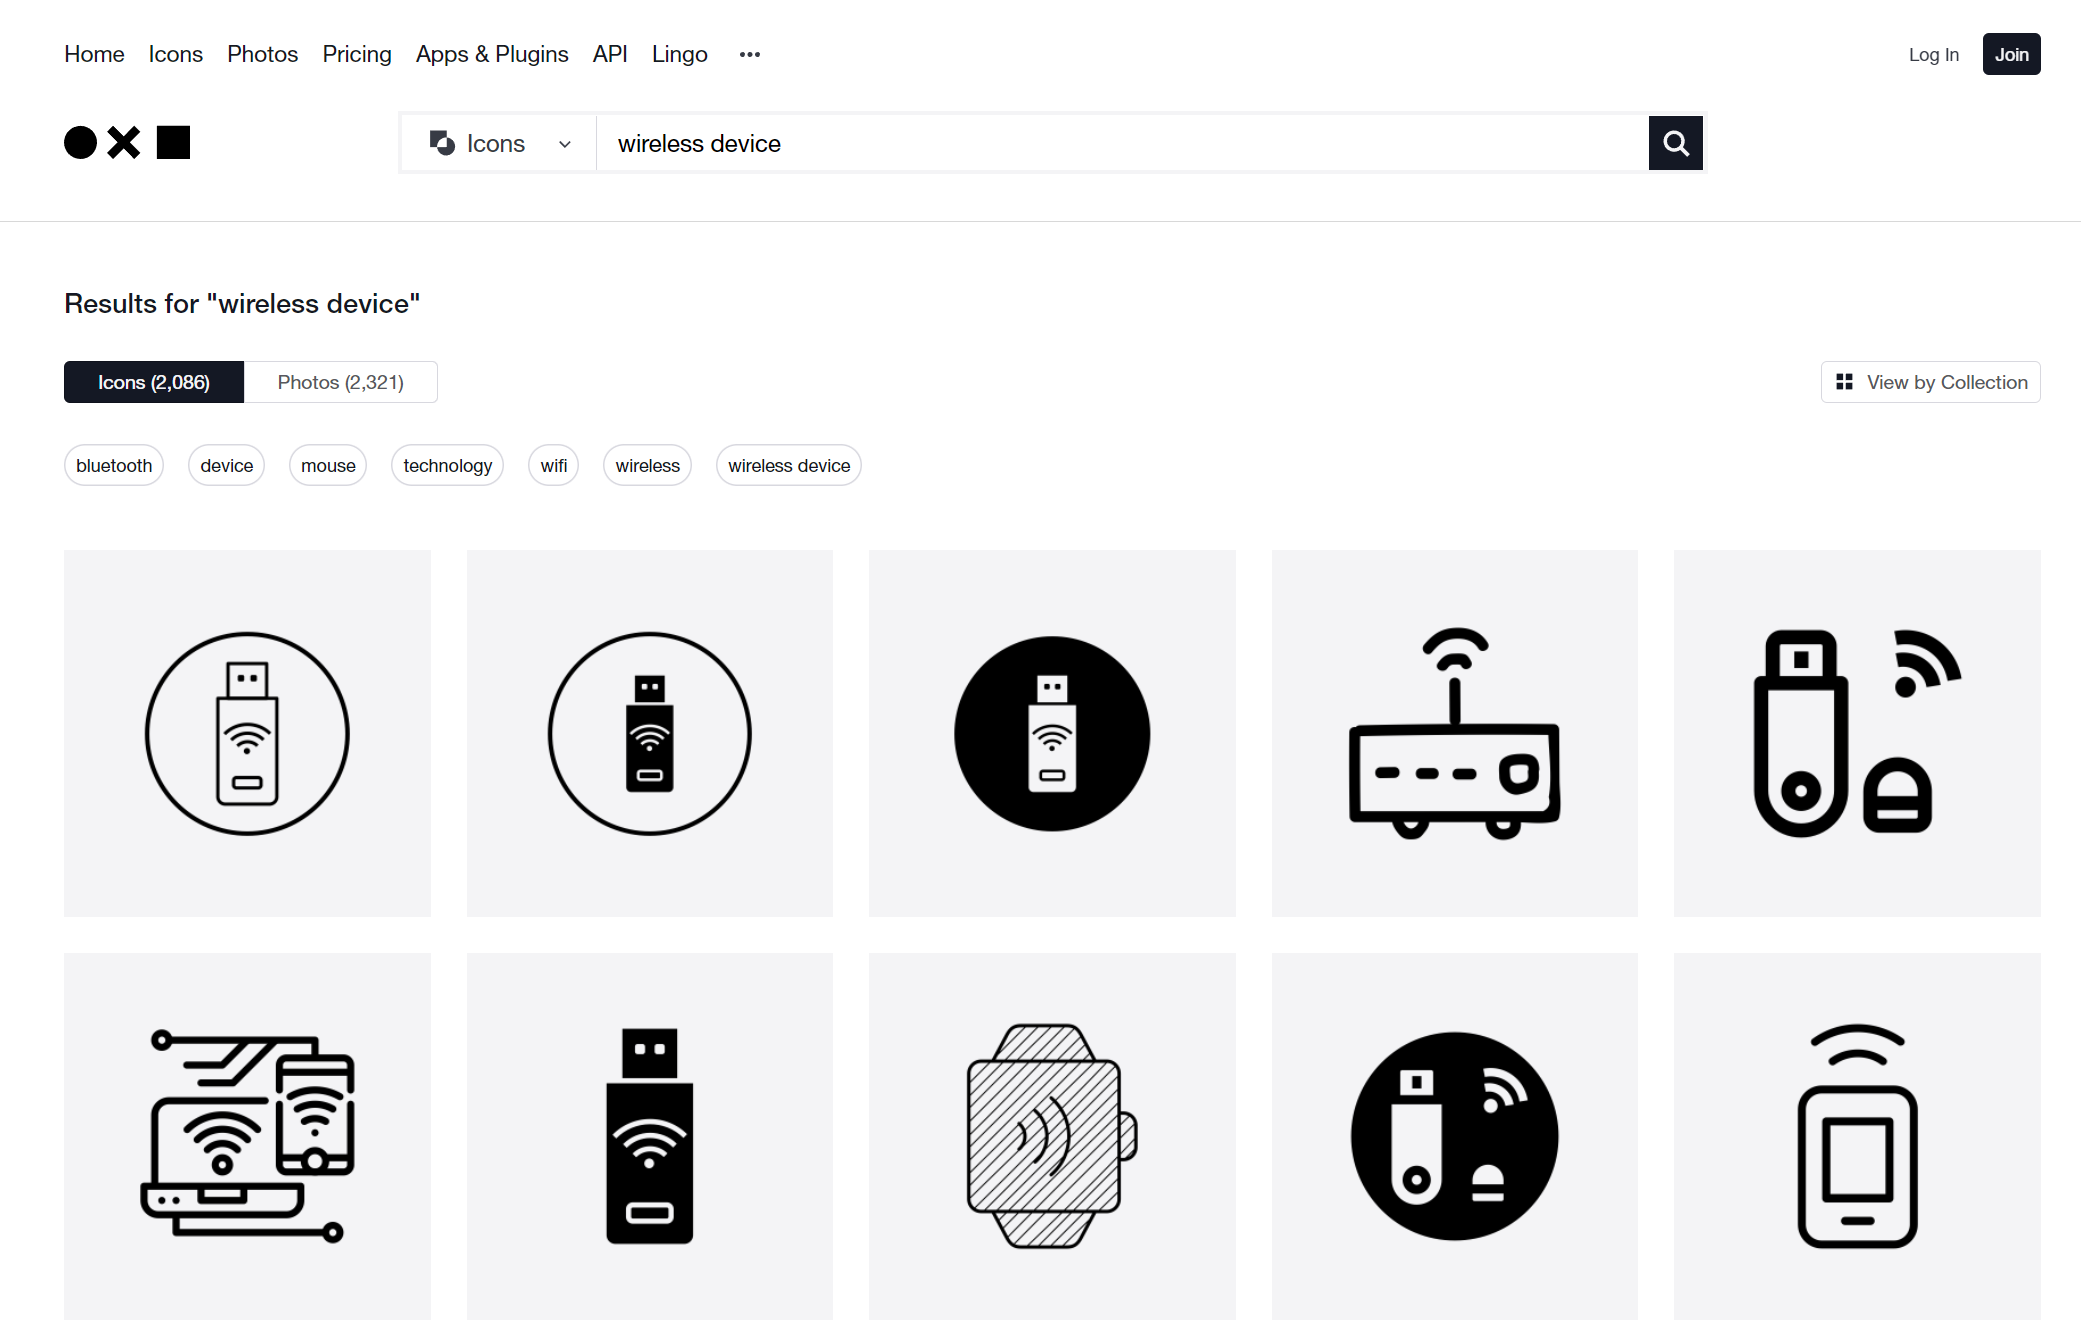 Home Icons Photos Pricing Apps & Plugins API Lingo
Log In Join
Icons wireless device
Results for "wireless device"
Icons (2,086) Photos (2,321) View by Collection
bluetooth device mouse technology wifi wireless wireless device